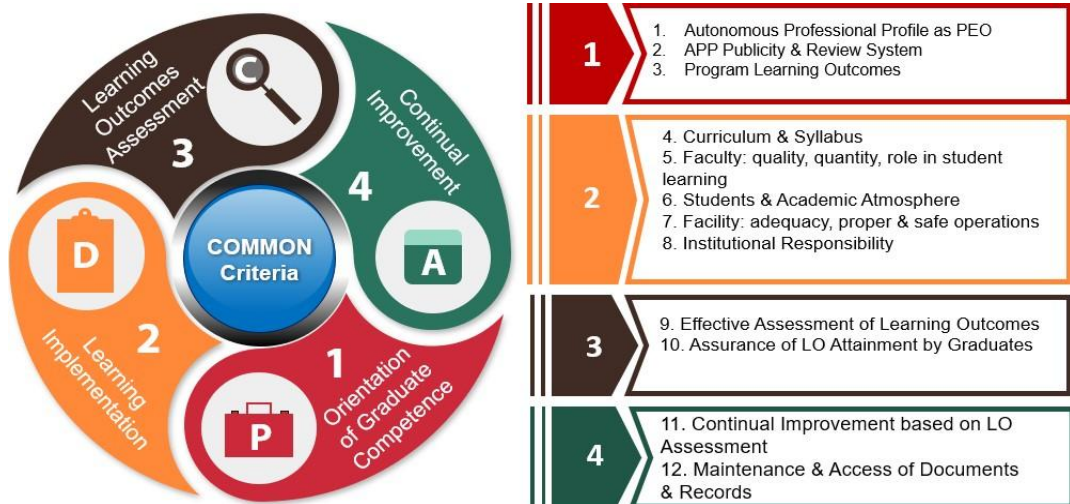 Learning
Outcomes
Assessment
3
C
Continual
Improvement
4
A
COMMON
Criteria
D
2
Learning
Implementation
P
1
Orientation
of Graduate
Competence
1
1. Autonomous Professional Profile as PEO
2. APP Publicity & Review System
3. Program Learning Outcomes
2
4. Curriculum & Syllabus
5. Faculty: quality, quantity, role in student
learning
6. Students & Academic Atmosphere
7. Facility: adequacy, proper & safe operations
8. Institutional Responsibility
3
9. Effective Assessment of Learning Outcomes
10. Assurance of LO Attainment by Graduates
4
11. Continual Improvement based on LO
Assessment
12. Maintenance & Access of Documents
& Records